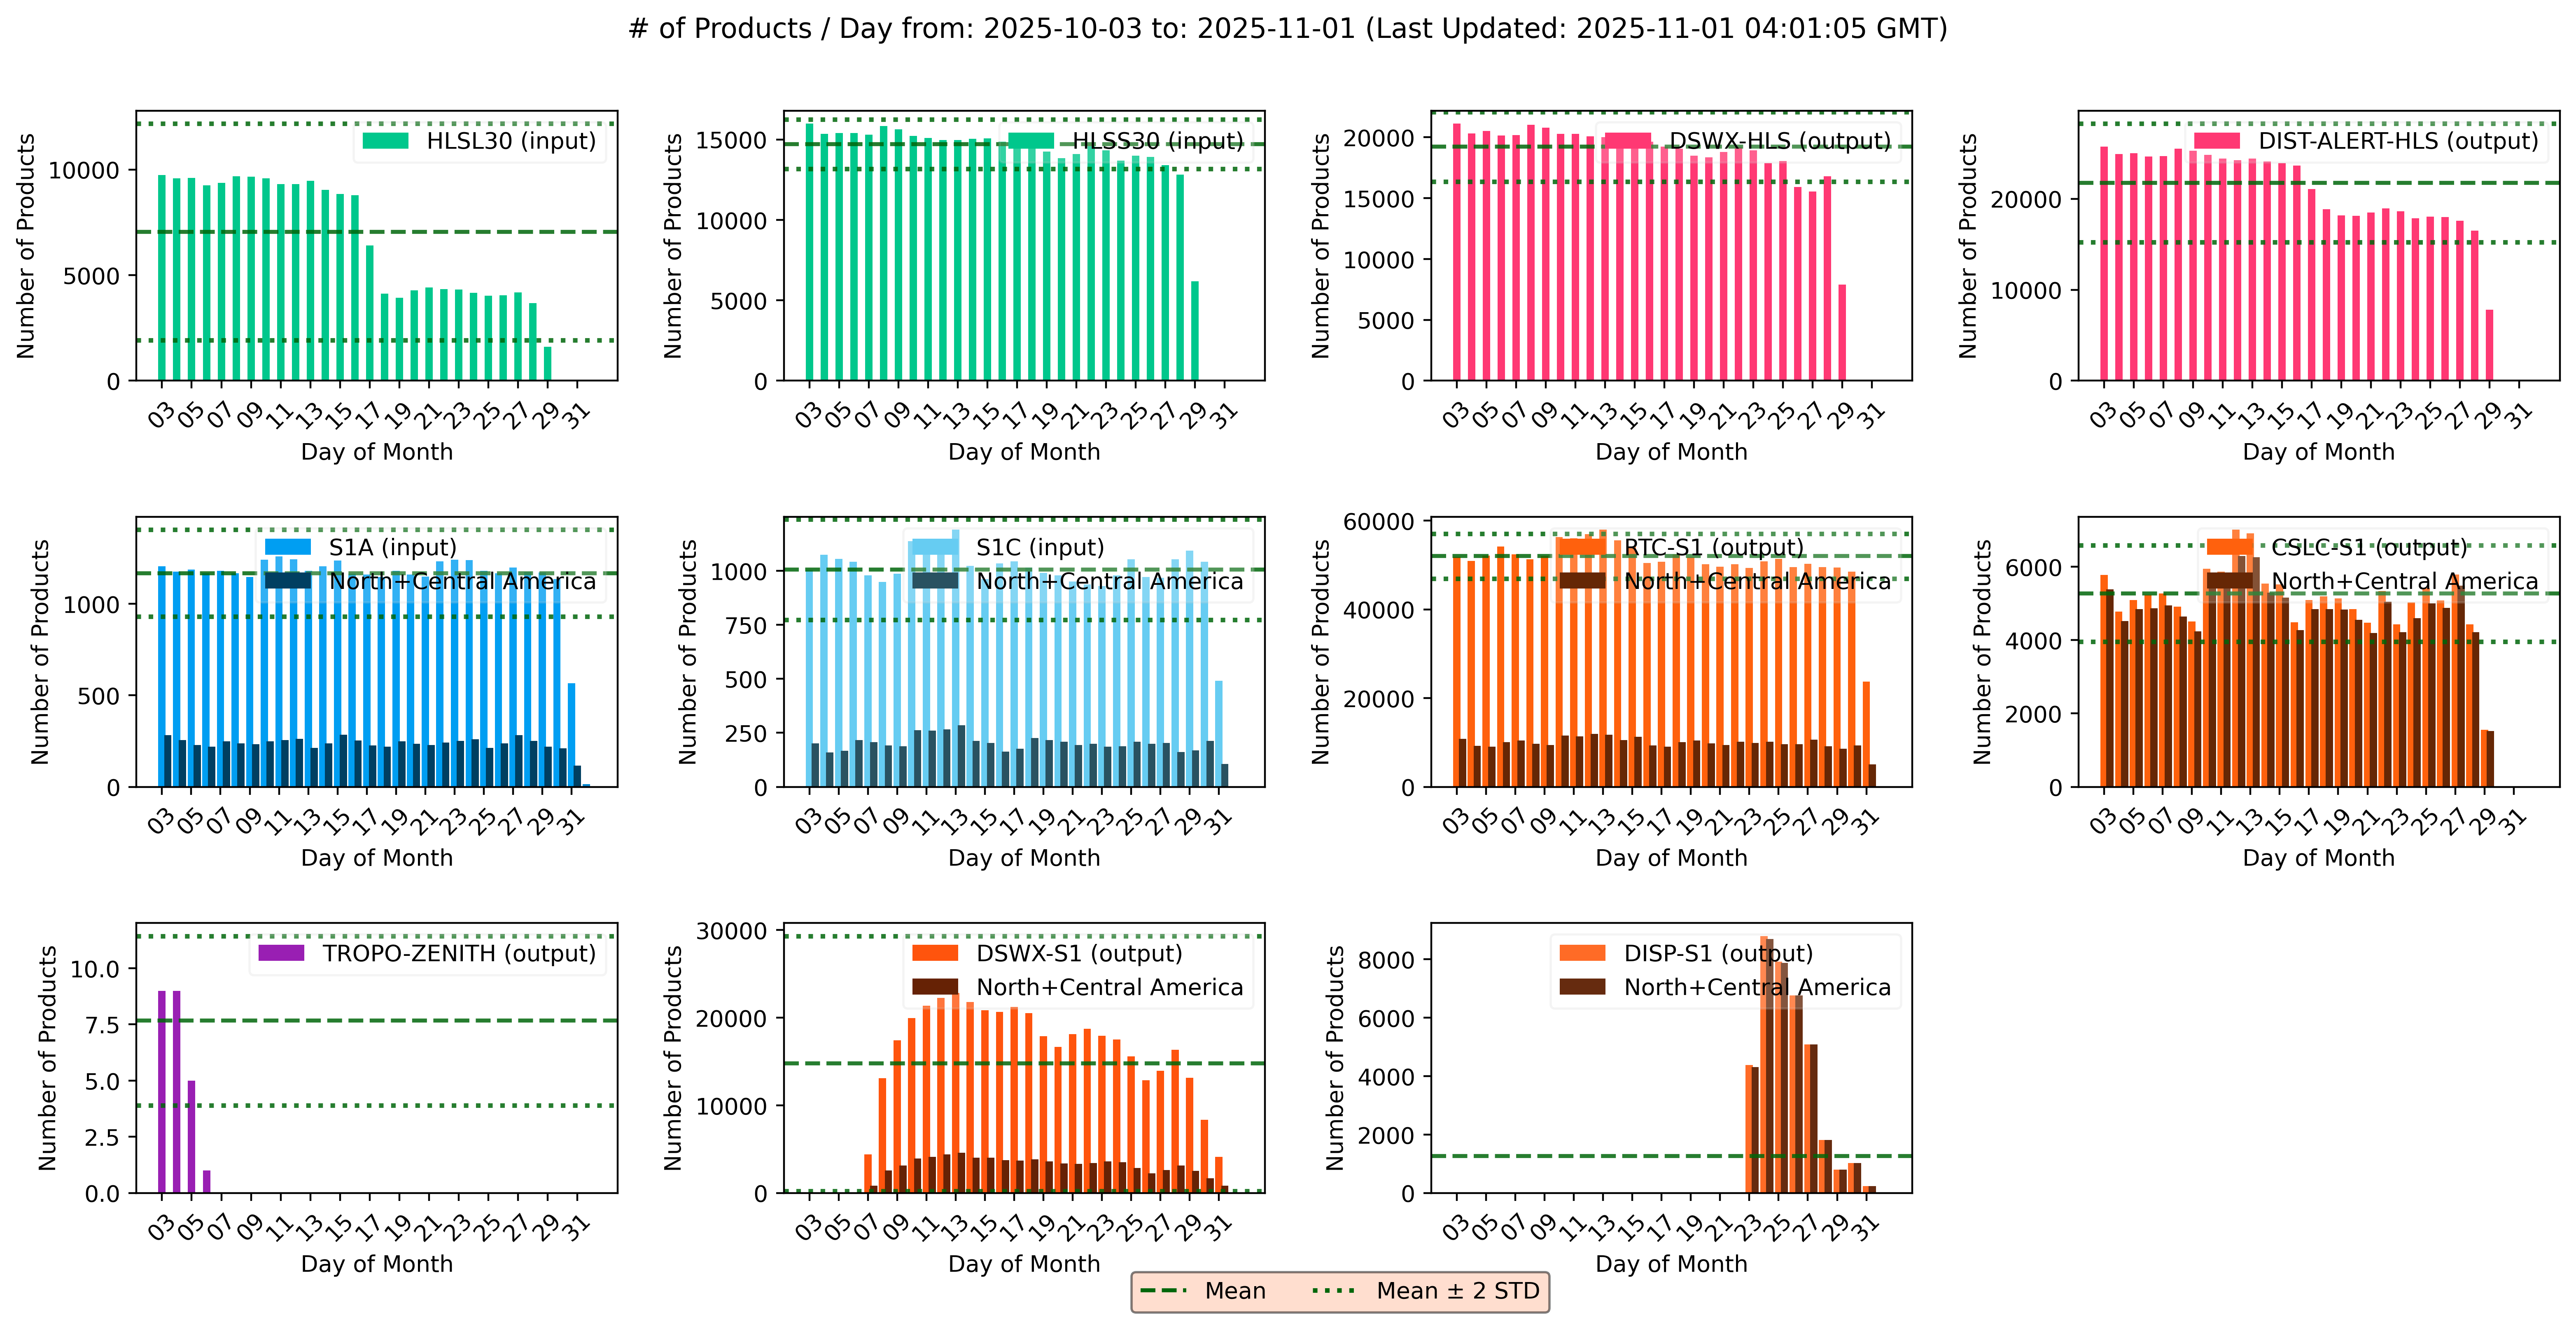 # of Products / Day from: 2025-10-03 to: 2025-11-01 (Last Updated: 2025-11-01 04:01:05 GMT)
Number of Products
10000
5000
0
HLSL30 (input)
03 05 07 09 11 13 15 17 19 21 23 25 27 29 31
Day of Month
Number of Products
15000
10000
5000
0
HLSS30 (input)
03 05 07 09 11 13 15 17 19 21 23 25 27 29 31
Day of Month
Number of Products
20000
15000
10000
5000
0
DSWX-HLS (output)
03 05 07 09 11 13 15 17 19 21 23 25 27 29 31
Day of Month
Number of Products
20000
10000
0
DIST-ALERT-HLS (output)
03 05 07 09 11 13 15 17 19 21 23 25 27 29 31
Day of Month
Number of Products
1000
500
0
S1A (input)
North+Central America
03 05 07 09 11 13 15 17 19 21 23 25 27 29 31
Day of Month
Number of Products
1000
750
500
250
0
S1C (input)
North+Central America
03 05 07 09 11 13 15 17 19 21 23 25 27 29 31
Day of Month
Number of Products
60000
40000
20000
0
RTC-S1 (output)
North+Central America
03 05 07 09 11 13 15 17 19 21 23 25 27 29 31
Day of Month
Number of Products
6000
4000
2000
0
CSLC-S1 (output)
North+Central America
03 05 07 09 11 13 15 17 19 21 23 25 27 29 31
Day of Month
Number of Products
10.0
7.5
5.0
2.5
0.0
TROPO-ZENITH (output)
03 05 07 09 11 13 15 17 19 21 23 25 27 29 31
Day of Month
Number of Products
30000
20000
10000
0
DSWX-S1 (output)
North+Central America
03 05 07 09 11 13 15 17 19 21 23 25 27 29 31
Day of Month
Number of Products
8000
6000
4000
2000
0
DISP-S1 (output)
North+Central America
03 05 07 09 11 13 15 17 19 21 23 25 27 29 31
Day of Month
Mean
Mean ± 2 STD